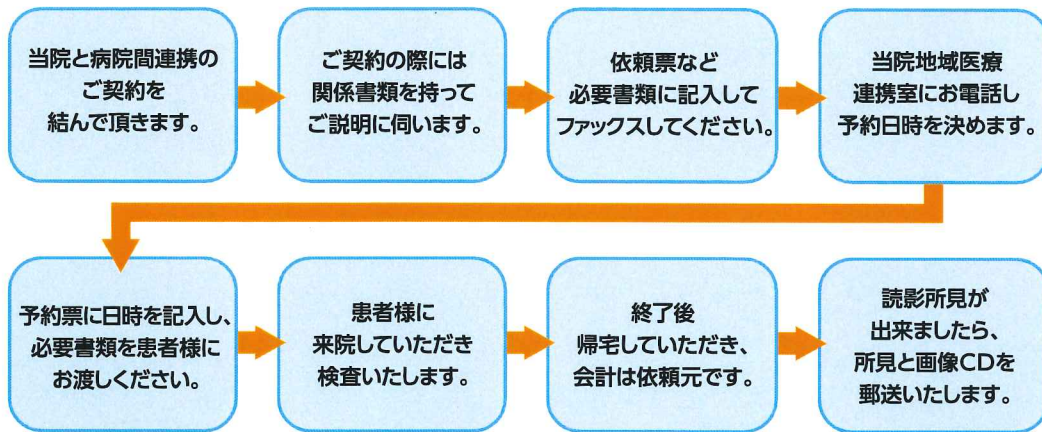 当院と病院間連携の
ご契約を
結んで頂きます。
ご契約の際には
関係書類を持って
ご説明に伺います。
依頼票など
必要書類に記入して
ファックスしてください。
当院地域医療
連携室にお電話し
予約日時を決めます。
予約票に日時を記入し、
必要書類を患者様に
お渡しください。
患者様に
来院していただき
検査いたします。
終了後
帰宅していただき、
会計は依頼元です。
読影所見が
出来ましたら、
所見と画像CDを
郵送いたします。